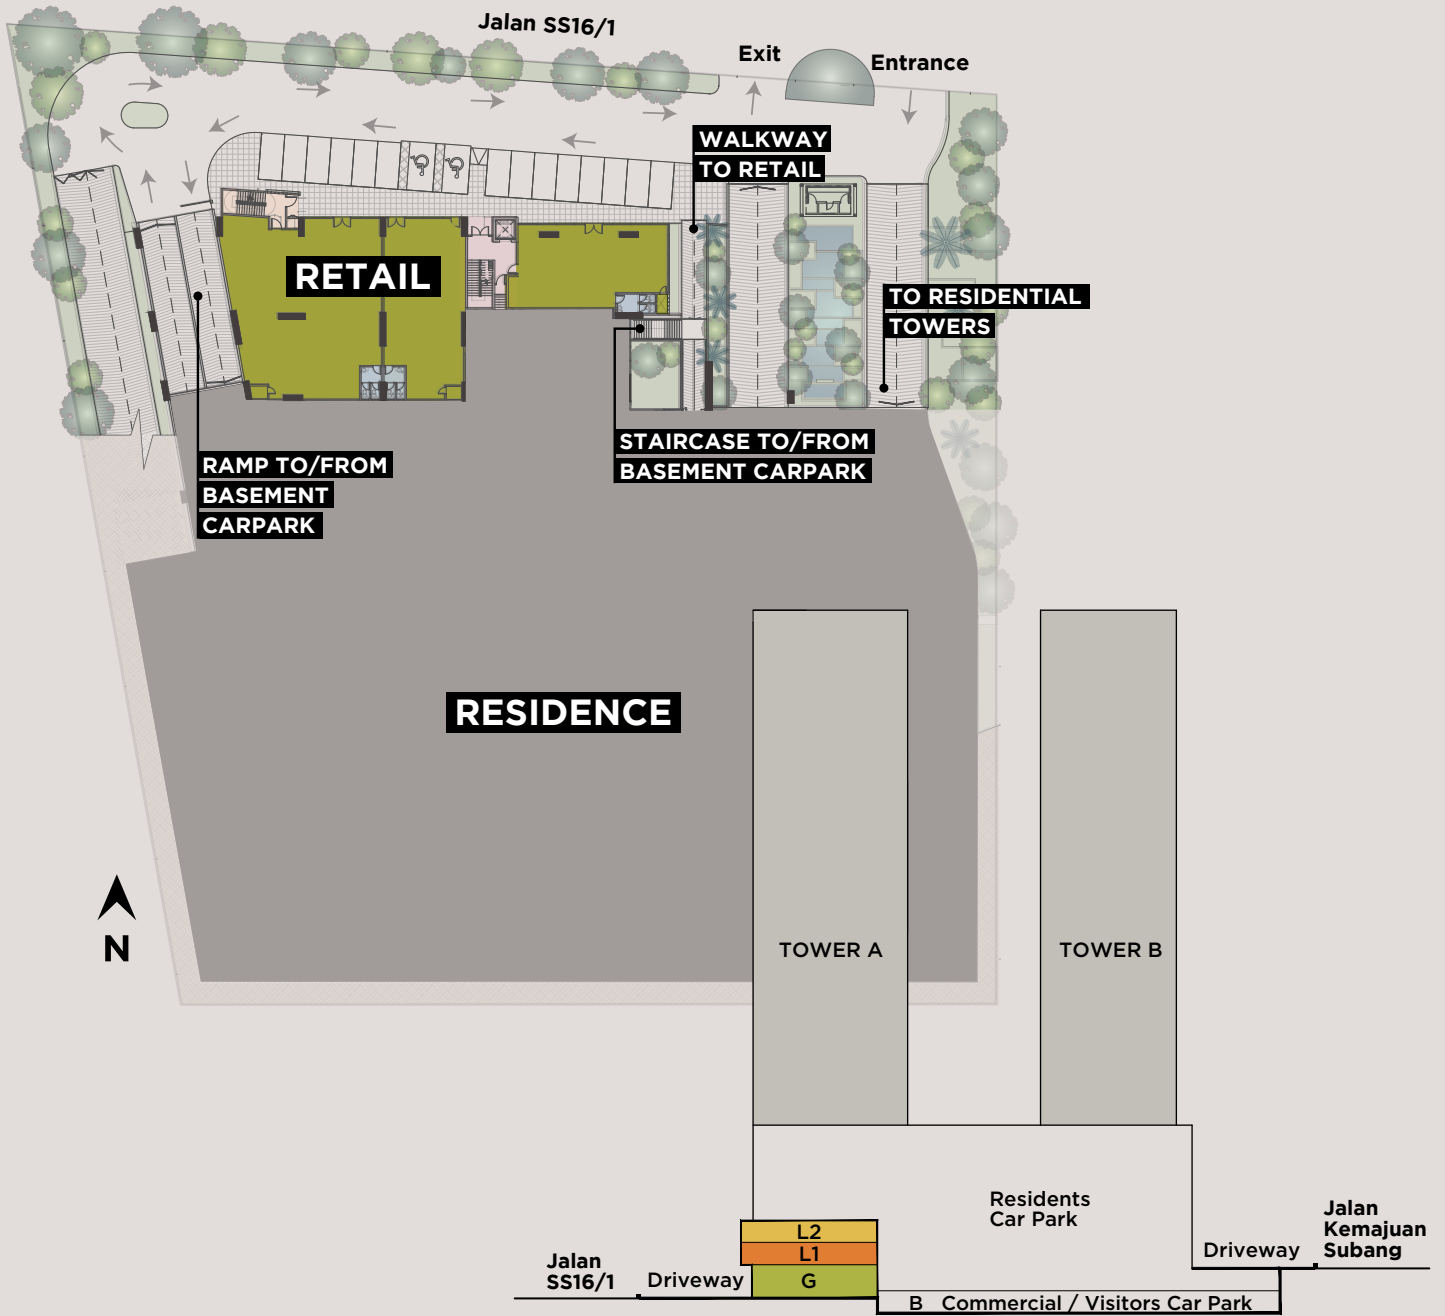 Jalan SS16/1
Exit
Entrance
WALKWAY
TO RETAIL
RETAIL
TO RESIDENTIAL
TOWERS
STAIRCASE TO/FROM
BASEMENT CARPARK
RAMP TO/FROM
BASEMENT
CARPARK
RESIDENCE
N
TOWER A
TOWER B
Residents
Car Park
L2
L1
G
Jalan
SS16/1
Driveway
Driveway
Jalan
Kemajuan
Subang
B Commercial / Visitors Car Park